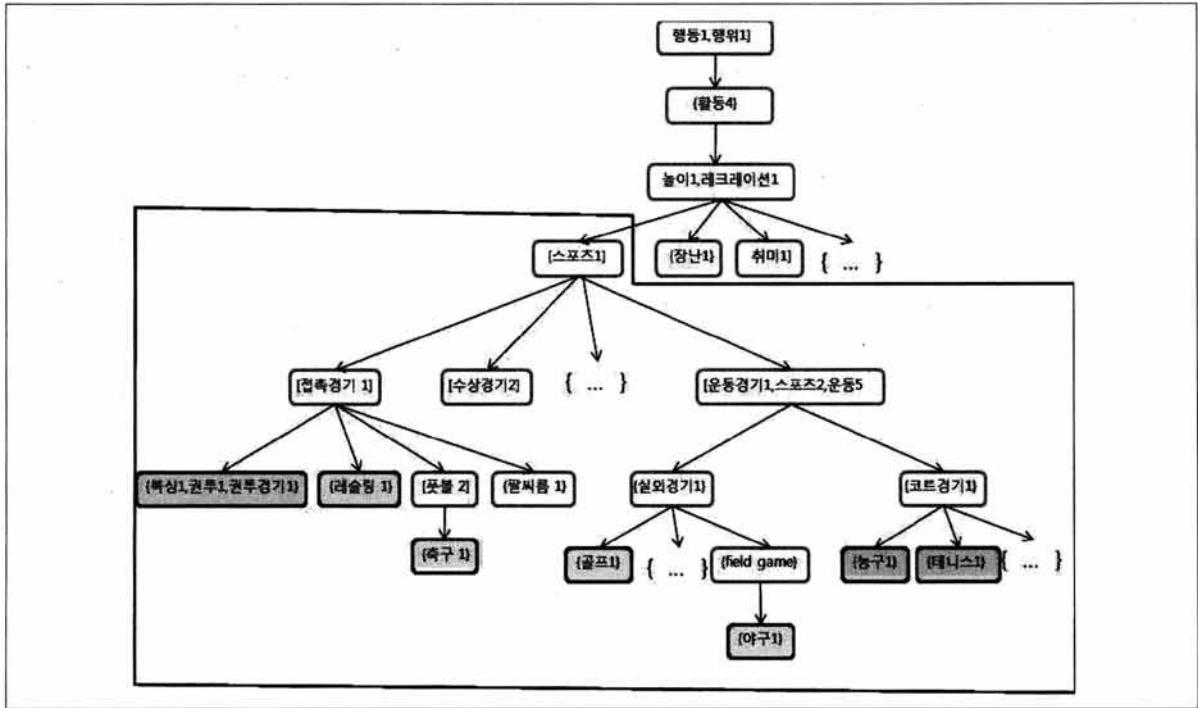 행동1,행위1]
{활동4}
놀이1,레크레이션1
[스포즈1]
{장난1}
취미1]
{ ... }
[접촉경기 1]
[수상경기2]
{ ... }
[운동경기1,스포즈2,운동5
{복싱1,권투1,권투경기1}
{레슬링 1}
[풋볼 2]
{팔씨름 1}
{실외경기1}
{코트경기1}
{축구 1}
{골프1}
{ ... }
{field game}
{농구1}
{테니스1}
{ ... }
{야구1}